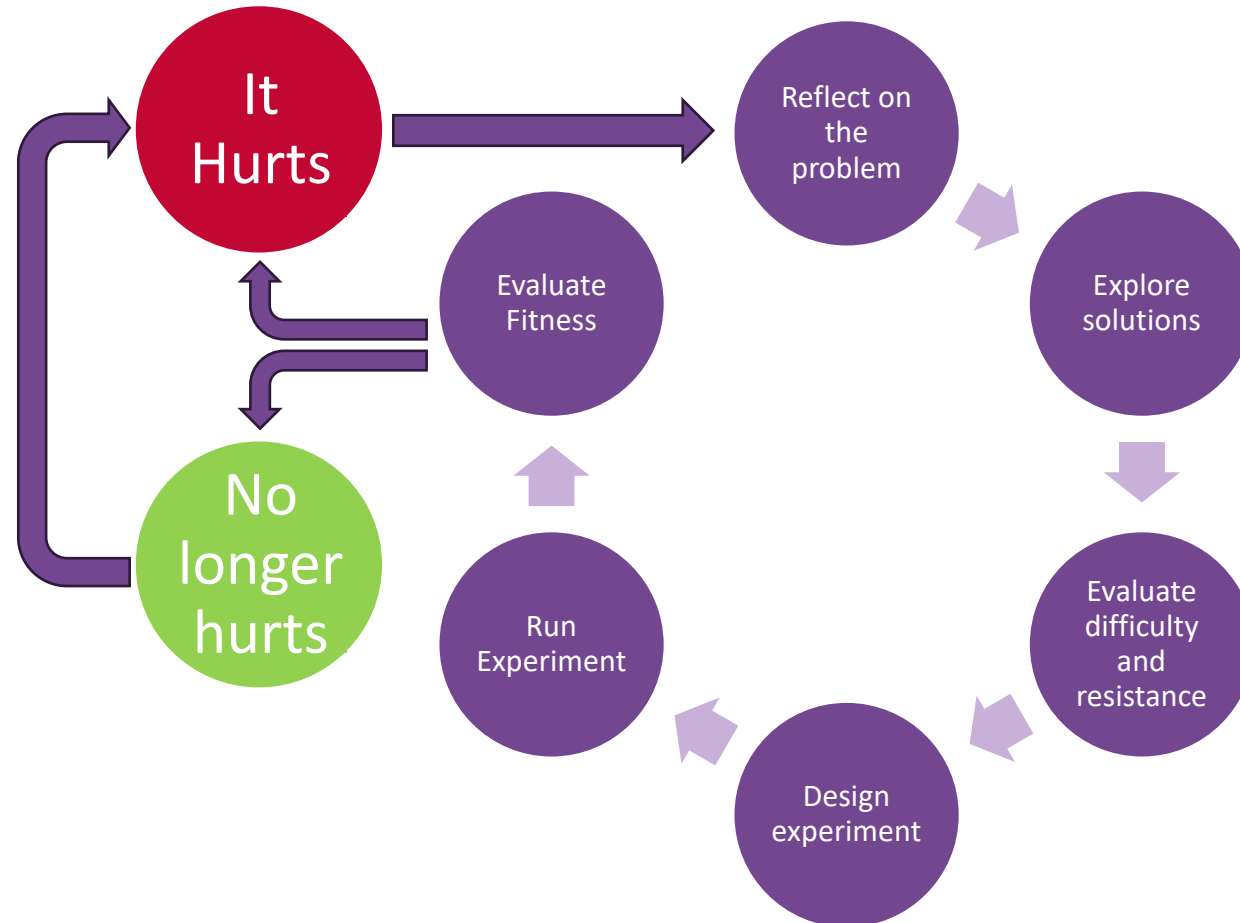 It
Hurts
Reflect on
the
problem
Explore
solutions
Evaluate
difficulty
and
resistance
Design
experiment
Run
Experiment
Evaluate
Fitness
No
longer
hurts